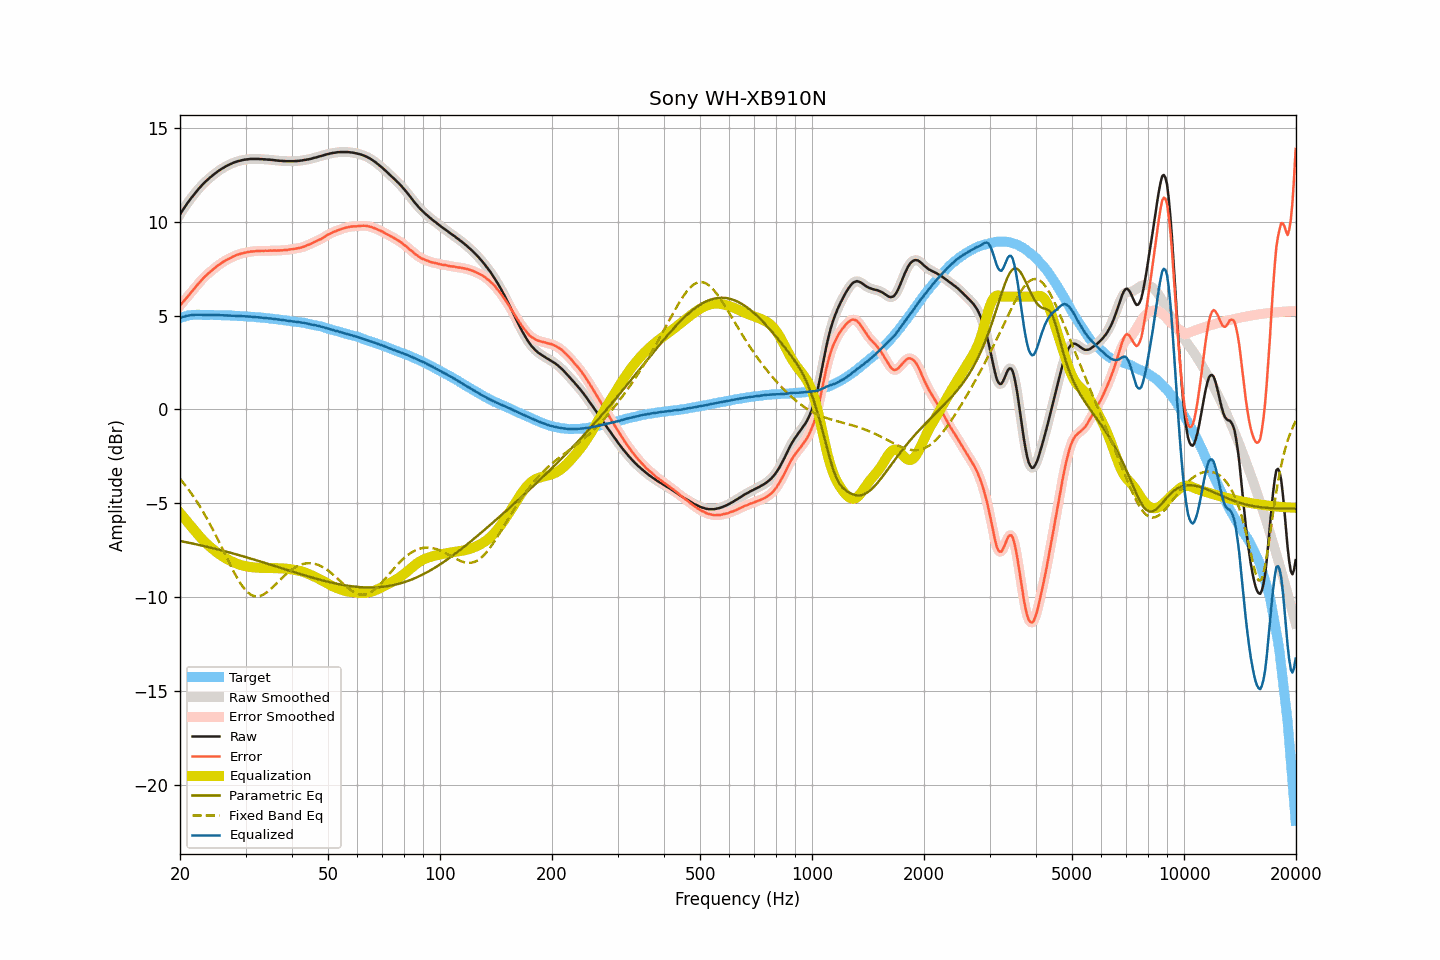 Sony WH-XB910N
15
10
5
0
−5
−10
−15
−20
Amplitude (dBr)
Target
Raw Smoothed
Error Smoothed
Raw
Error
Equalization
Parametric Eq
Fixed Band Eq
Equalized
20 50 100 200 500 1000 2000 5000 10000 20000
Frequency (Hz)